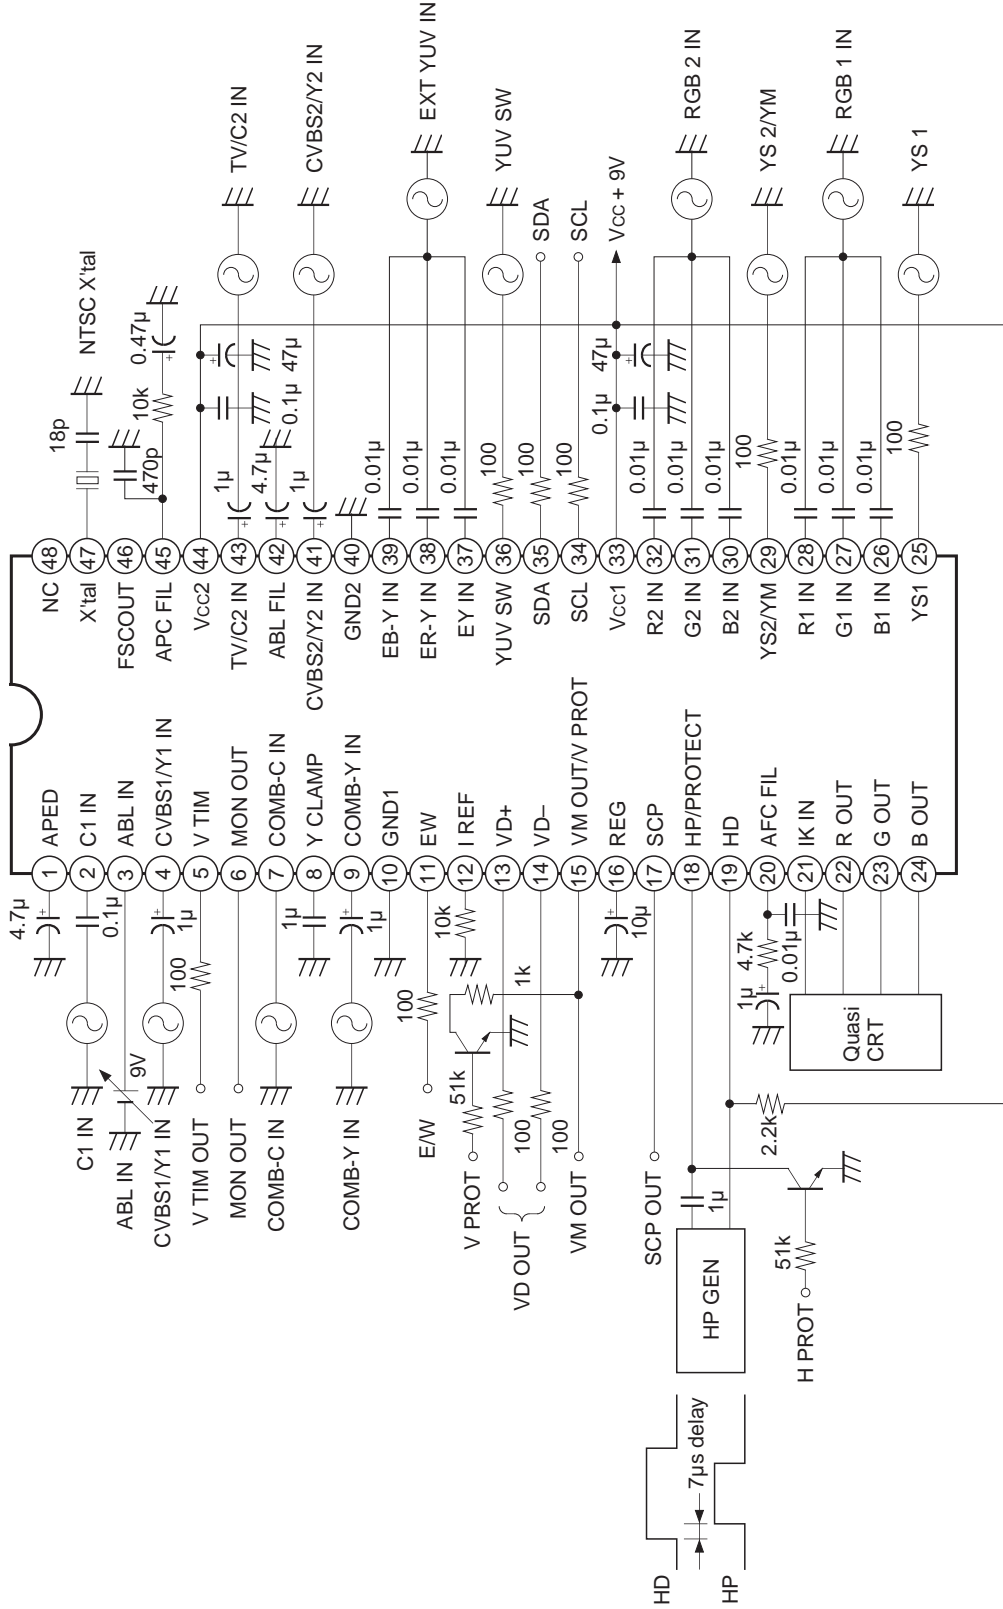 TV/C2 IN
CVBS2/Y2 IN
EXT YUV IN
YUV SW
SDA
SCL
Vcc + 9V
RGB 2 IN
YS 2/YM
RGB 1 IN
YS 1
NTSC X'tal
18p
470p
10k
0.47µ
47µ
0.1µ
1µ
4.7µ
1µ
0.01µ
0.01µ
0.01µ
100
100
100
0.1µ
47µ
0.01µ
0.01µ
0.01µ
100
0.01µ
0.01µ
0.01µ
100
48
47
46
45
44
43
42
41
40
39
38
37
36
35
34
33
32
31
30
29
28
27
26
25
NC
X'tal
FSCOUT
APC FIL
Vcc2
TV/C2 IN
ABL FIL
CVBS2/Y2 IN
GND2
EB-Y IN
ER-Y IN
EY IN
YUV SW
SDA
SCL
Vcc1
R2 IN
G2 IN
B2 IN
YS2/YM
R1 IN
G1 IN
B1 IN
YS1
APED
C1 IN
ABL IN
CVBS1/Y1 IN
V TIM
MON OUT
COMB-C IN
Y CLAMP
COMB-Y IN
GND1
EW
I REF
VD+
VD–
VM OUT/V PROT
REG
SCP
HP/PROTECT
HD
AFC FIL
IK IN
R OUT
G OUT
B OUT
1
2
3
4
5
6
7
8
9
10
11
12
13
14
15
16
17
18
19
20
21
22
23
24
4.7µ
0.1µ
1µ
100
1µ
1µ
100
10k
1k
10µ
4.7k
0.01µ
1µ
9V
51k
100
100
Quasi
CRT
2.2k
C1 IN
ABL IN
CVBS1/Y1 IN
V TIM OUT
MON OUT
COMB-C IN
COMB-Y IN
E/W
V PROT
VD OUT
VM OUT
SCP OUT
1µ
HP GEN
51k
H PROT
7µs delay
HD
HP